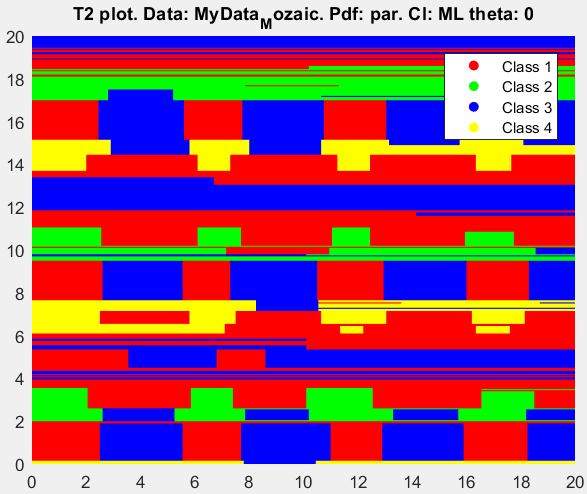 T2 plot. Data: MyData_Mozaic. Pdf: par. Cl: ML theta: 0
20
18
16
14
12
10
8
6
4
2
0
Class 1
Class 2
Class 3
Class 4
0 2 4 6 8 10 12 14 16 18 20